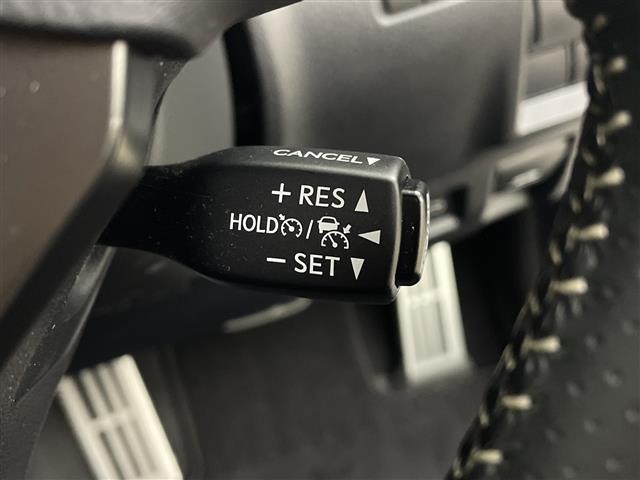 CANCEL▼
+ RES ▲
HOLD / ◀
− SET ▼